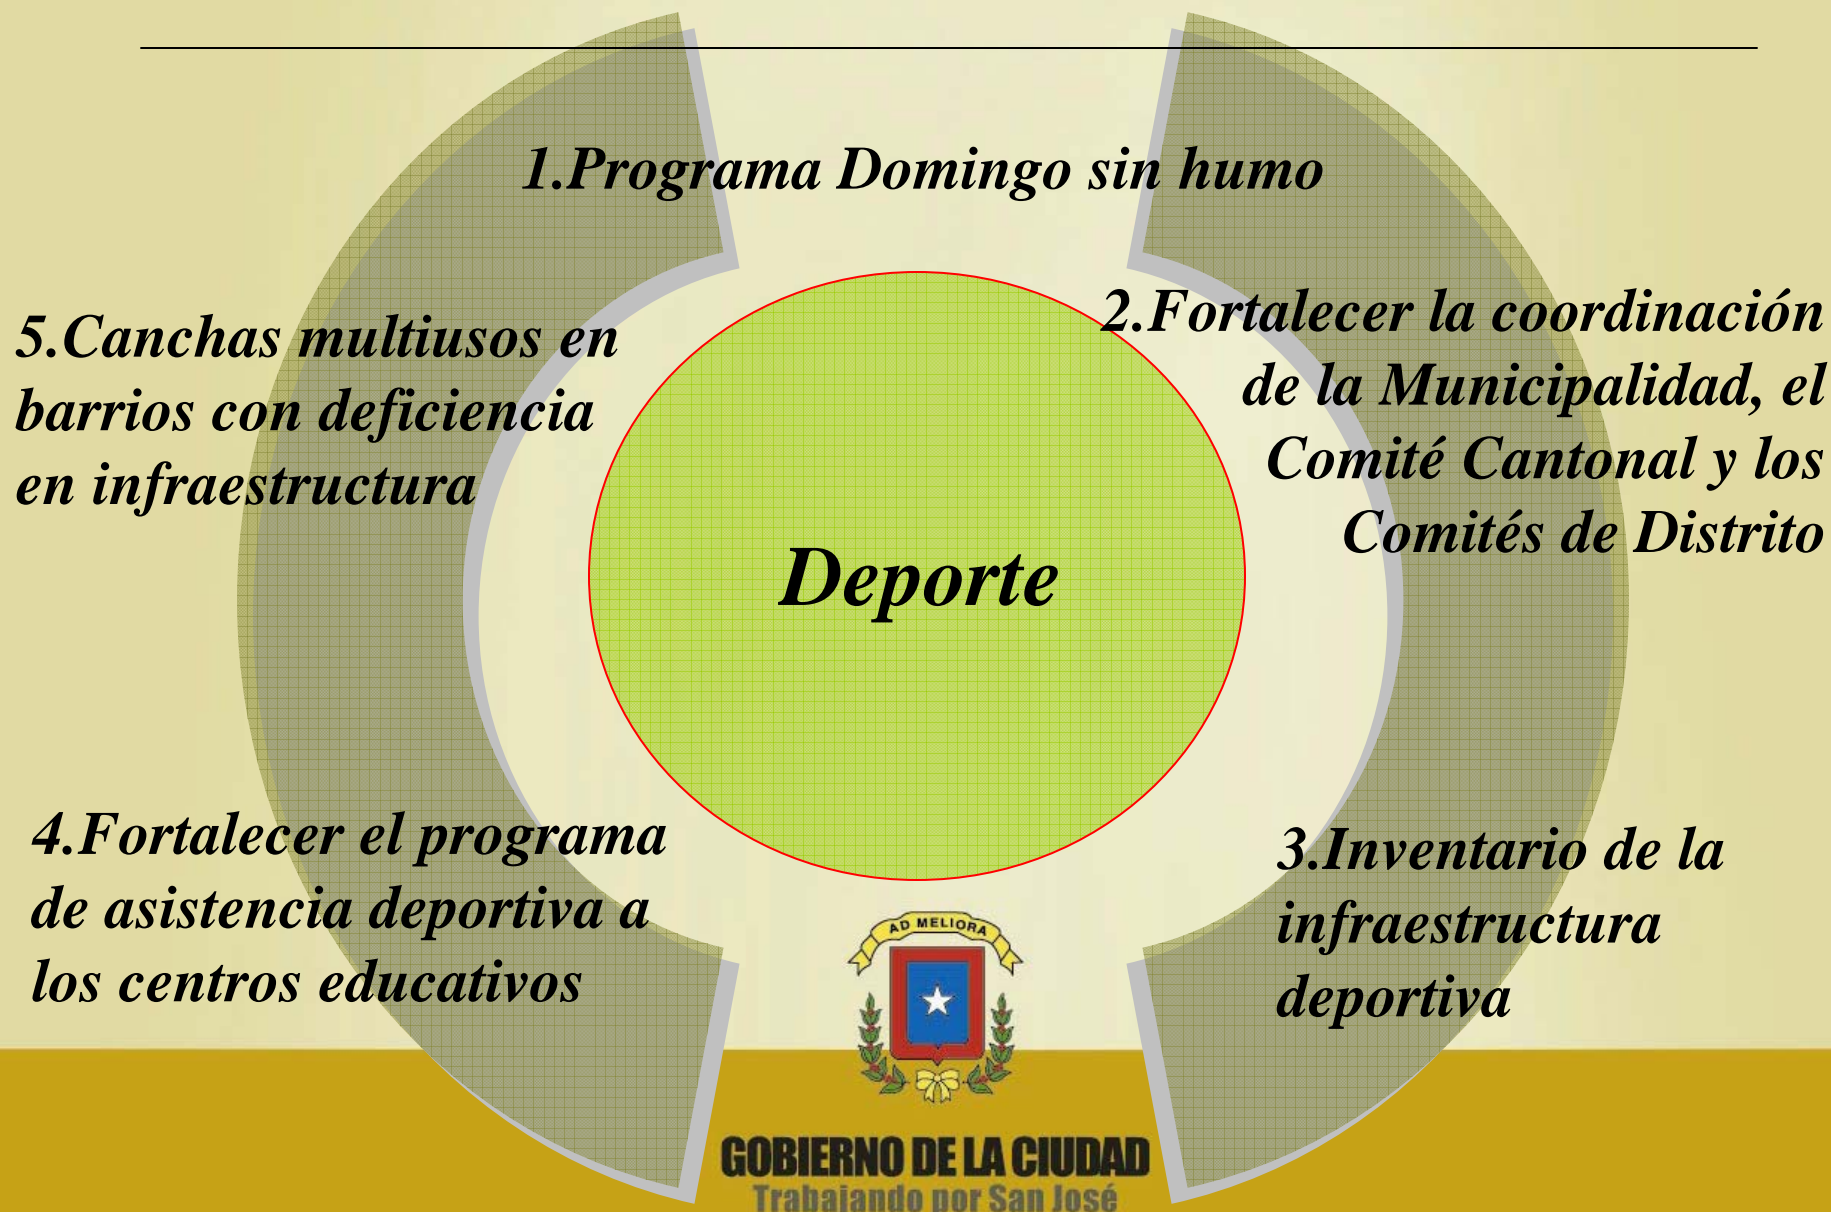 1.Programa Domingo sin humo
2.Fortalecer la coordinación
de la Municipalidad, el
Comité Cantonal y los
Comités de Distrito
3.Inventario de la
infraestructura
deportiva
4.Fortalecer el programa
de asistencia deportiva a
los centros educativos
5.Canchas multiusos en
barrios con deficiencia
en infraestructura
Deporte
AD MELIORA
GOBIERNO DE LA CIUDAD
Trabajando por San José